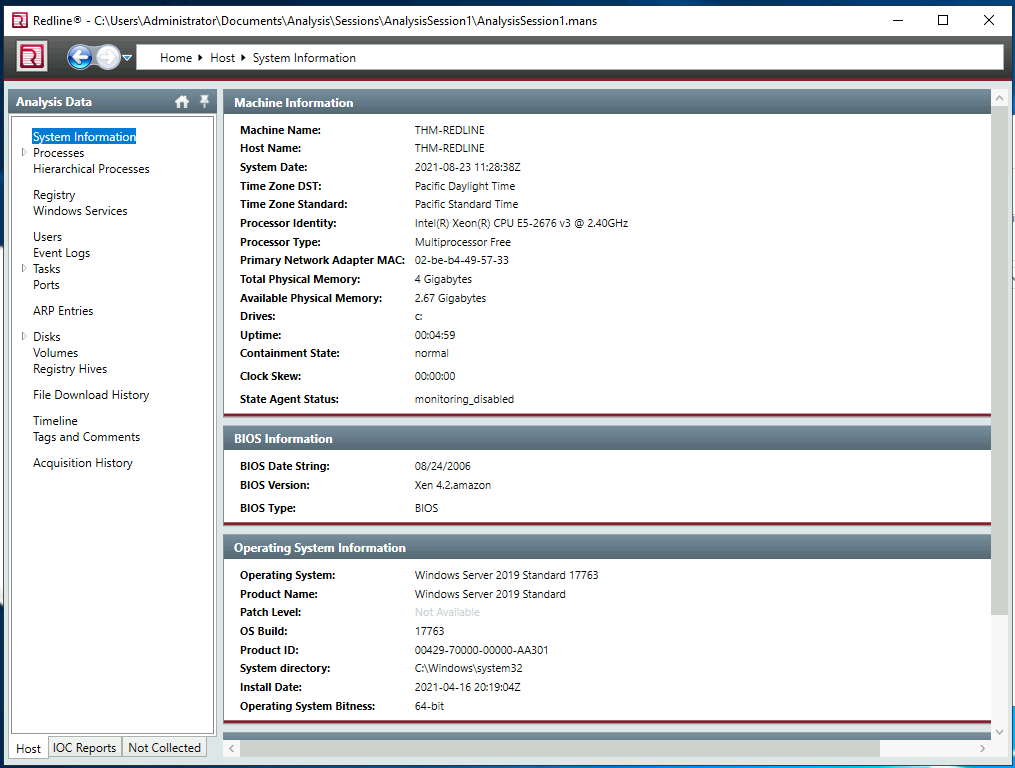 Redline® - C:\Users\Administrator\Documents\Analysis\Sessions\AnalysisSession1\AnalysisSession1.mans
Home Host System Information
Analysis Data
System Information
Processes
Hierarchical Processes
Registry
Windows Services
Users
Event Logs
Tasks
Ports
ARP Entries
Disks
Volumes
Registry Hives
File Download History
Timeline
Tags and Comments
Acquisition History
Host IOC Reports Not Collected
Machine Information
Machine Name: THM-REDLINE
Host Name: THM-REDLINE
System Date: 2021-08-23 11:28:38Z
Time Zone DST: Pacific Daylight Time
Time Zone Standard: Pacific Standard Time
Processor Identity: Intel(R) Xeon(R) CPU E5-2676 v3 @ 2.40GHz
Processor Type: Multiprocessor Free
Primary Network Adapter MAC: 02-be-b4-49-57-33
Total Physical Memory: 4 Gigabytes
Available Physical Memory: 2.67 Gigabytes
Drives: c:
Uptime: 00:04:59
Containment State: normal
Clock Skew: 00:00:00
State Agent Status: monitoring_disabled
BIOS Information
BIOS Date String: 08/24/2006
BIOS Version: Xen 4.2.amazon
BIOS Type: BIOS
Operating System Information
Operating System: Windows Server 2019 Standard 17763
Product Name: Windows Server 2019 Standard
Patch Level: Not Available
OS Build: 17763
Product ID: 00429-70000-00000-AA301
System directory: C:\Windows\system32
Install Date: 2021-04-16 20:19:04Z
Operating System Bitness: 64-bit